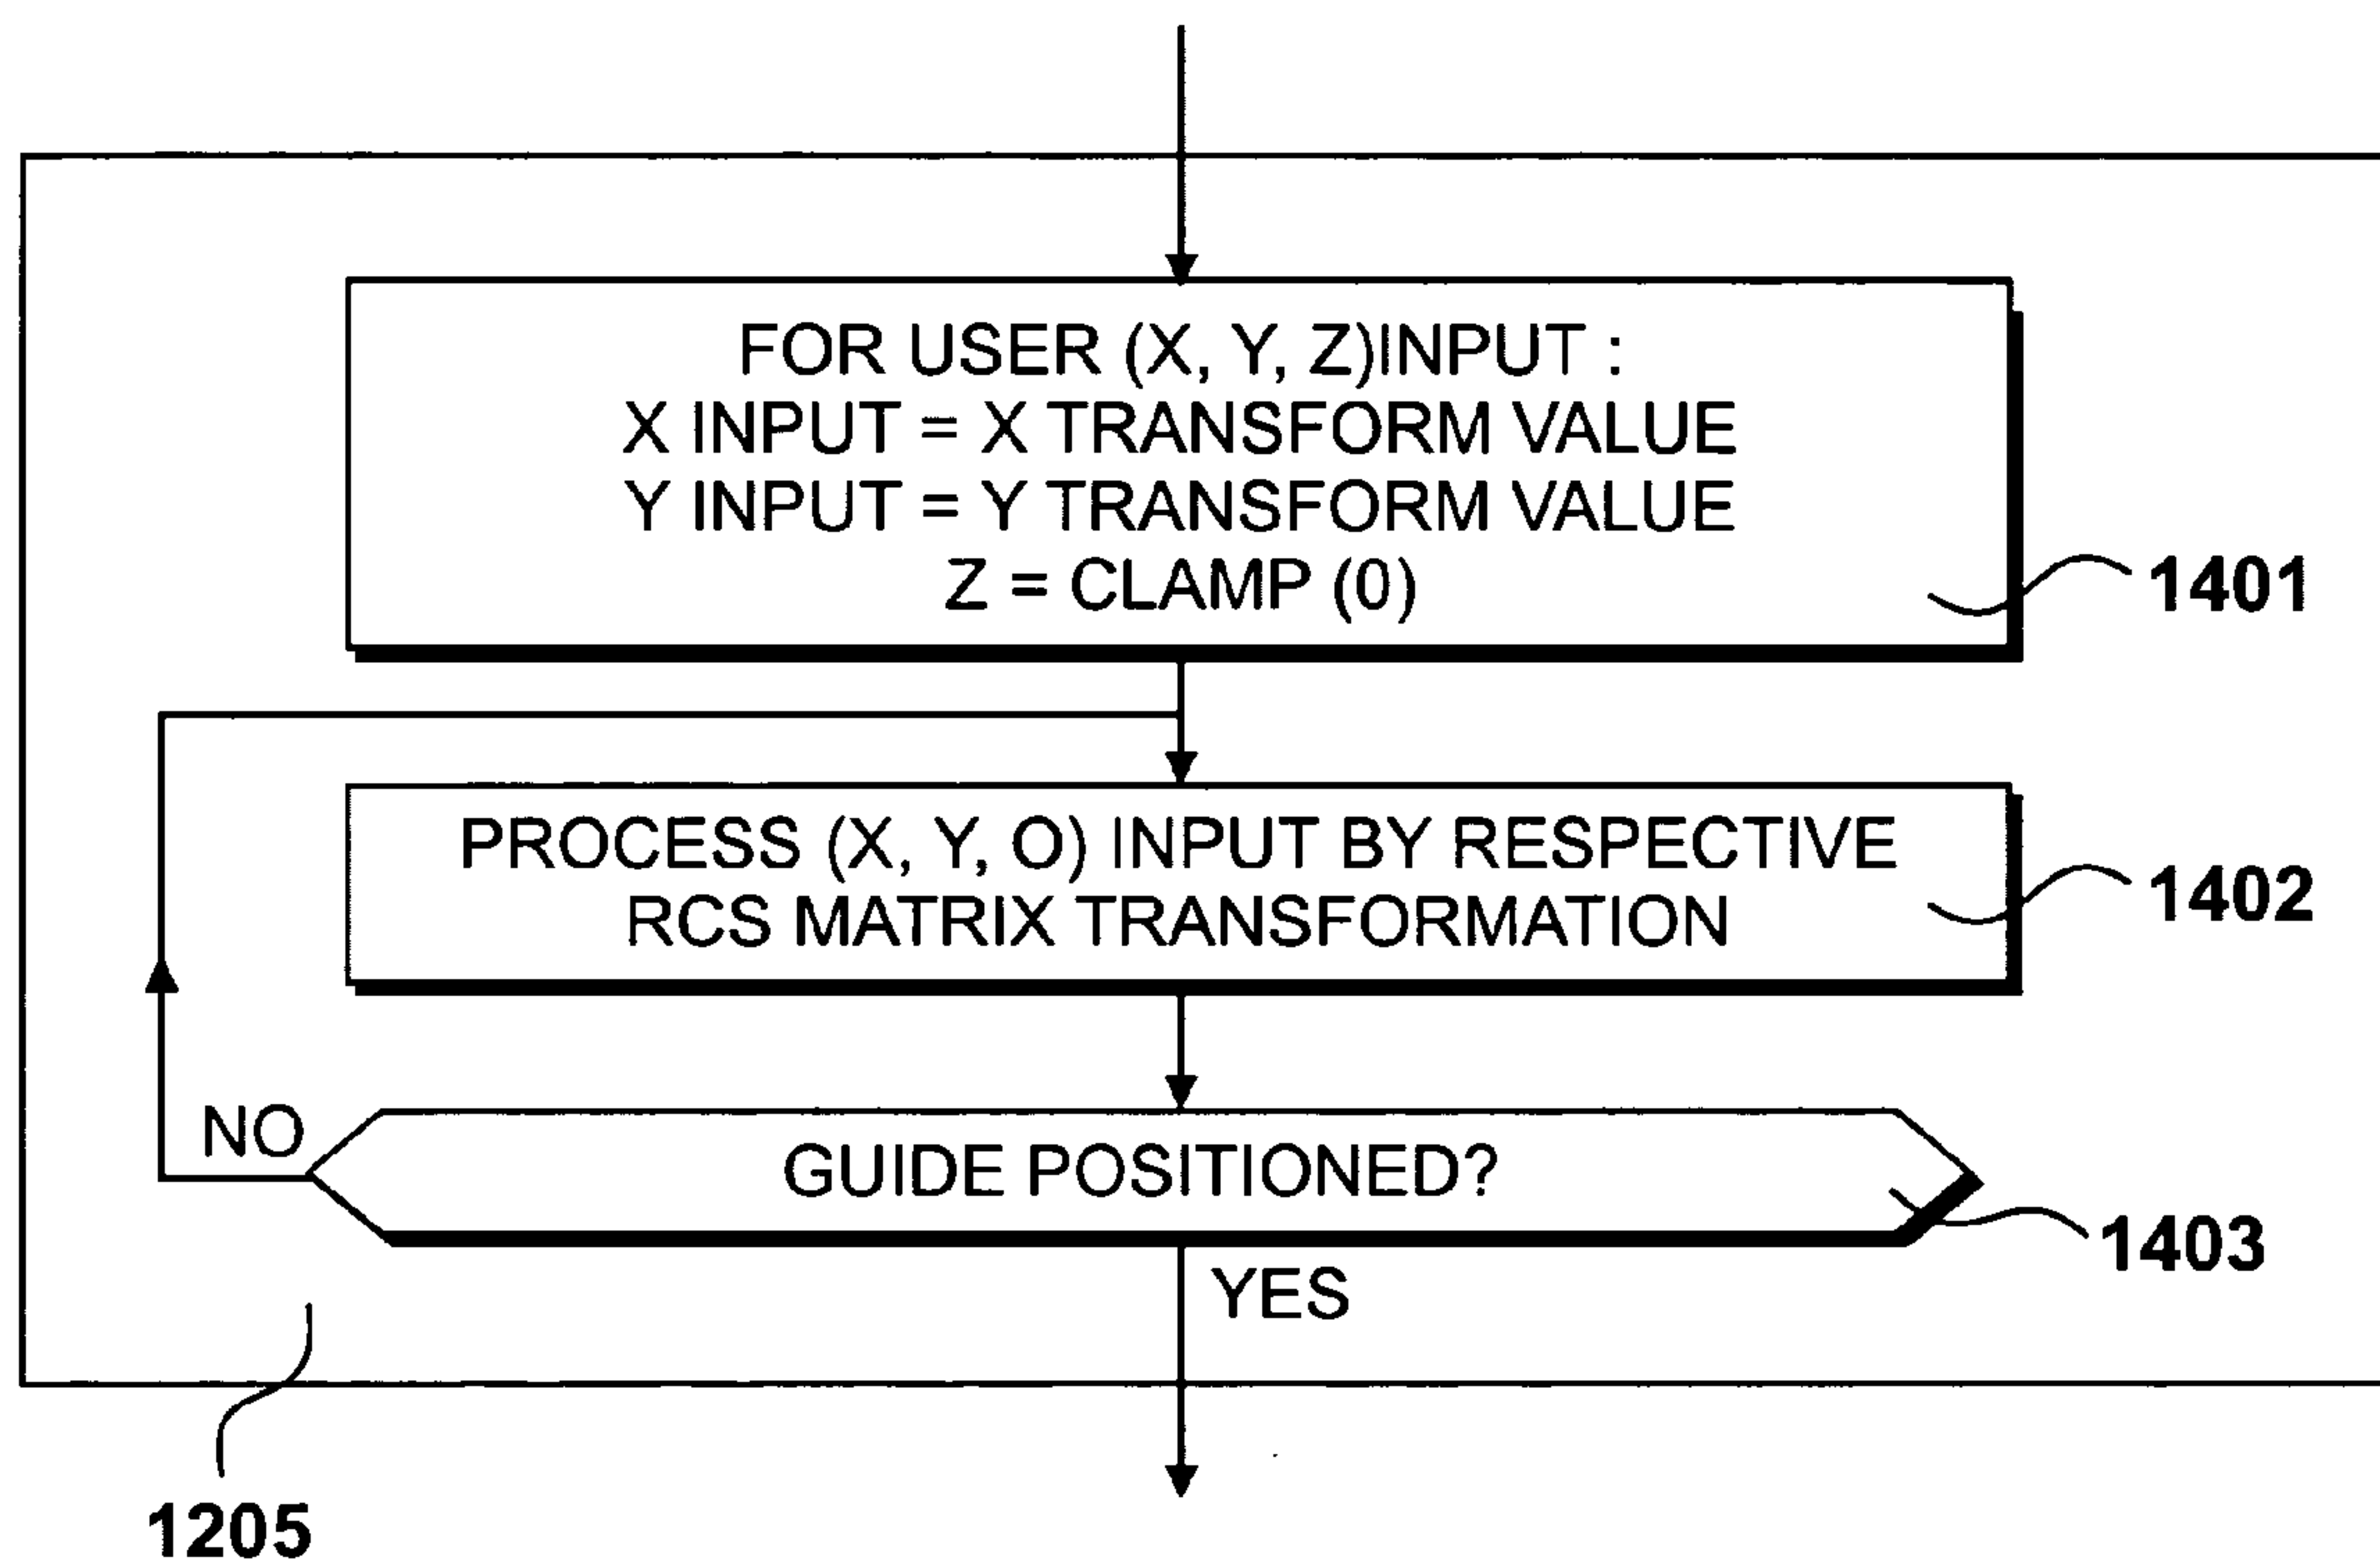 FOR USER (X, Y, Z)INPUT :
X INPUT = X TRANSFORM VALUE
Y INPUT = Y TRANSFORM VALUE
Z = CLAMP (0)
1401
PROCESS (X, Y, O) INPUT BY RESPECTIVE
RCS MATRIX TRANSFORMATION
1402
NO
GUIDE POSITIONED?
1403
YES
1205